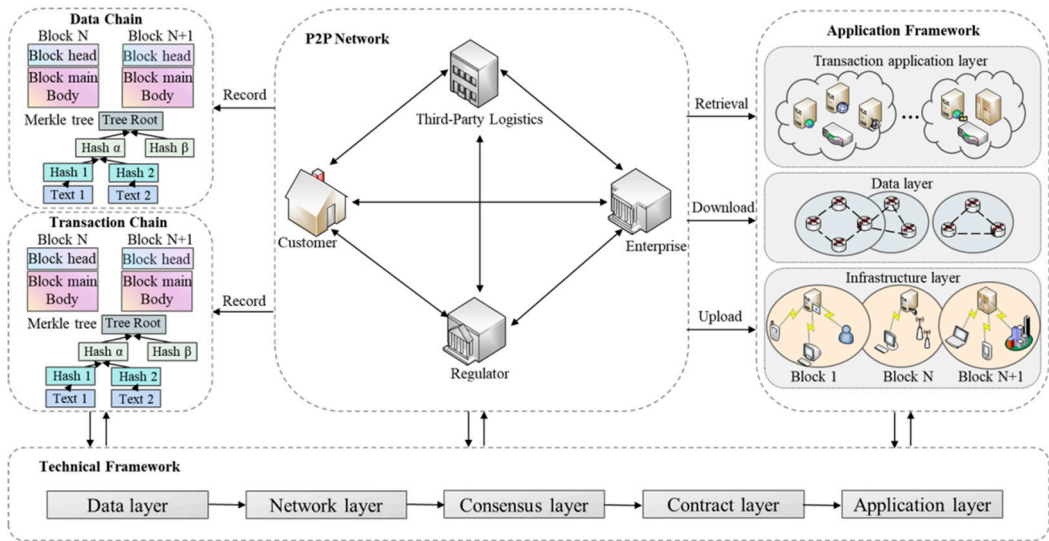 Data Chain
Block N Block N+1
Block head Block head
Block main Body Block main Body
Merkle tree Tree Root
Hash α Hash β
Hash 1 Hash 2
Text 1 Text 2
Transaction Chain
Block N Block N+1
Block head Block head
Block main Body Block main Body
Merkle tree Tree Root
Hash α Hash β
Hash 1 Hash 2
Text 1 Text 2
Record
Record
P2P Network
Third-Party Logistics
Customer
Enterprise
Regulator
Retrieval
Download
Upload
Application Framework
Transaction application layer
...
Data layer
Infrastructure layer
Block 1 Block N Block N+1
Technical Framework
Data layer Network layer Consensus layer Contract layer Application layer